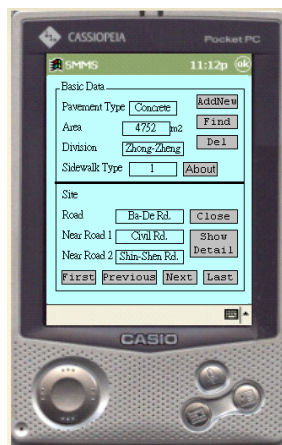 CASSIOPEIA Pocket PC
SMMS 11:12p ok
Basic Data
Pavement Type Concrete AddNew
Area 4752 m2 Find
Division Zhong-Zheng Del
Sidewalk Type 1 About
Site
Road Ba-De Rd. Close
Near Road 1 Civil Rd. Show
Near Road 2 Shin-Shen Rd. Detail
First Previous Next Last
CASIO